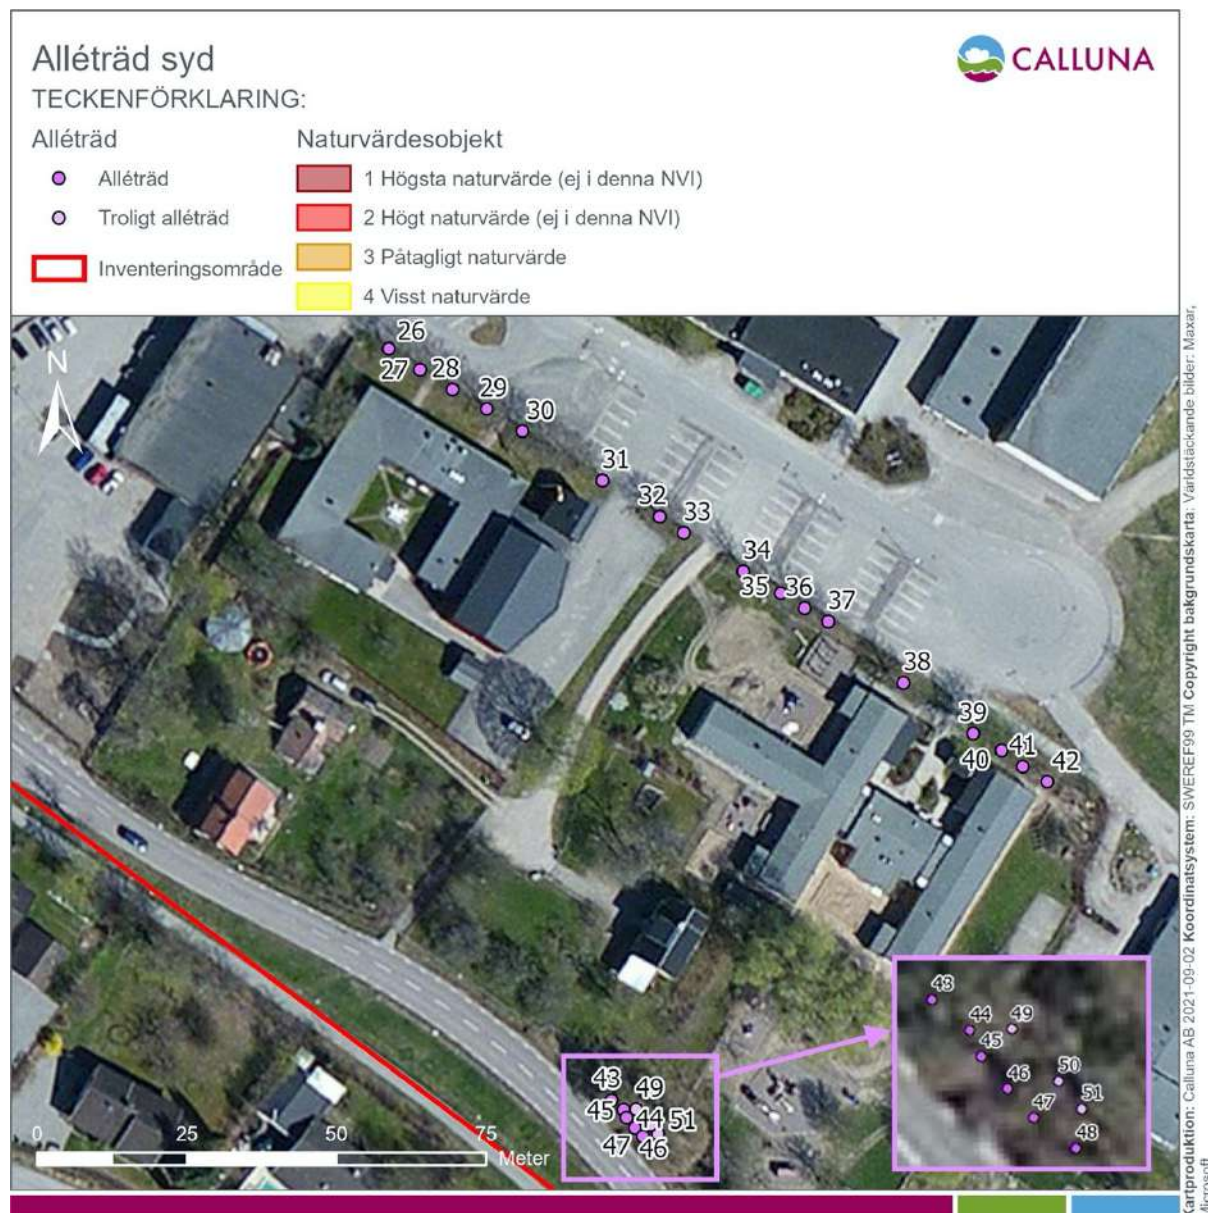 Alléträd syd
TECKENFÖRKLARING:
CALLUNA
Alléträd
Alléträd
Troligt alléträd
Inventeringsområde
Naturvärdesobjekt
1 Högsta naturvärde (ej i denna NVI)
2 Högt naturvärde (ej i denna NVI)
3 Påtagligt naturvärde
4 Visst naturvärde
N
26
27
28
29
30
31
32
33
34
35
36
37
38
39
40
41
42
43
49
45
44
51
47
46
43
44
49
45
46
50
47
51
48
0 25 50 75
Meter
Kartproduktion: Calluna AB 2021-09-02 Koordinatsystem: SWEREF99 TM Copyright bakgrundskarta: Världstäckande bilder: Maxar,
Microsoft